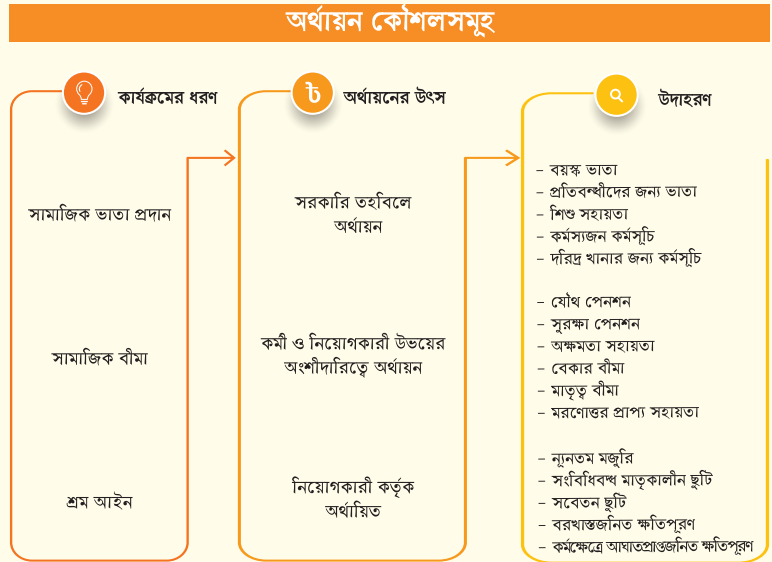 অর্থায়ন কৌশলসমূহ
কার্যক্রমের ধরণ
সামাজিক ভাতা প্রদান
সামাজিক বীমা
শ্রম আইন
৳ অর্থায়নের উৎস
সরকারি তহবিলে
অর্থায়ন
কর্মী ও নিয়োগকারী উভয়ের
অংশীদারিত্বে অর্থায়ন
নিয়োগকারী কর্তৃক
অর্থায়িত
উদাহরণ
– বয়স্ক ভাতা
– প্রতিবন্ধীদের জন্য ভাতা
– শিশু সহায়তা
– কর্মস্যজন কর্মসূচি
– দরিদ্র খানার জন্য কর্মসূচি
– যৌথ পেনশন
– সুরক্ষা পেনশন
– অক্ষমতা সহায়তা
– বেকার বীমা
– মাতৃত্ব বীমা
– মরণোত্তর প্রাপ্য সহায়তা
– ন্যূনতম মজুরি
– সংবিধিবদ্ধ মাতৃকালীন ছুটি
– সবেতন ছুটি
– বরখাস্তজনিত ক্ষতিপূরণ
– কর্মক্ষেত্রে আঘাতপ্রাপ্তজনিত ক্ষতিপূরণ